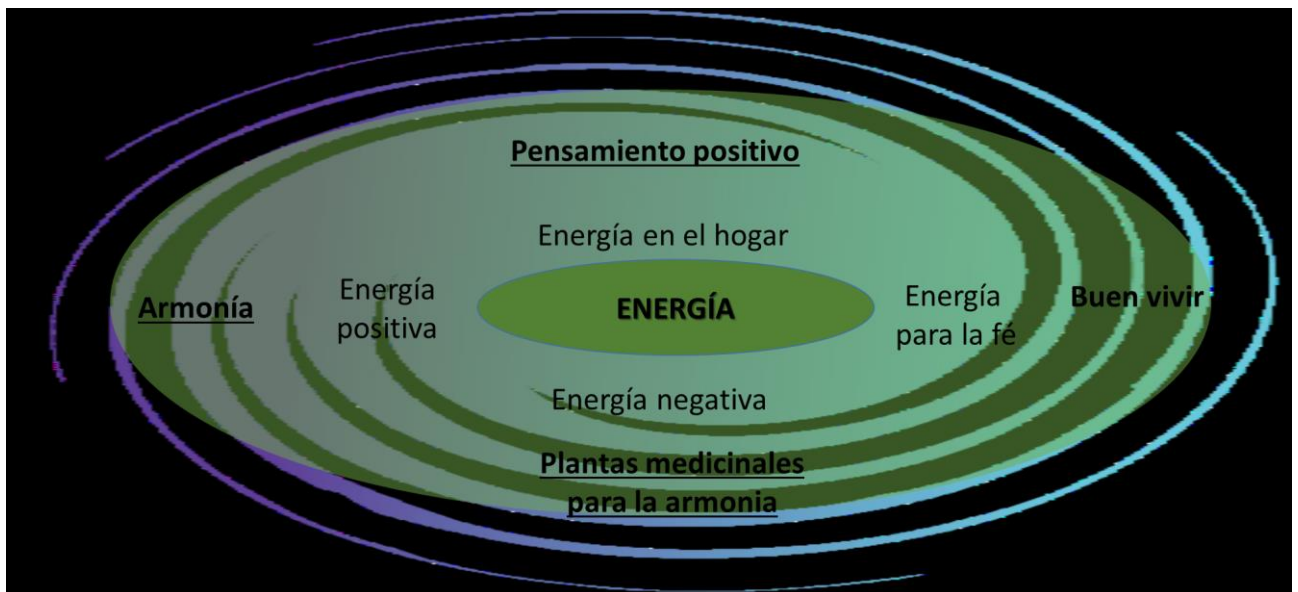 Pensamiento positivo
Energía en el hogar
Armonía
Energía
positiva
ENERGÍA
Energía
para la fé
Buen vivir
Energía negativa
Plantas medicinales
para la armonia